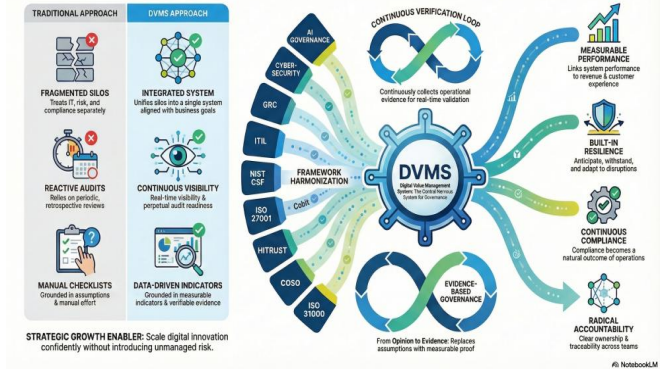 TRADITIONAL APPROACH
FRAGMENTED SILOS
Treats IT, risk, and
compliance separately
REACTIVE AUDITS
Relies on periodic,
retrospective reviews
MANUAL CHECKLISTS
Grounded in assumptions
& manual effort
DVMS APPROACH
INTEGRATED SYSTEM
Unifies silos into a single system
aligned with business goals
CONTINUOUS VISIBILITY
Real-time visibility &
perpetual audit readiness
DATA-DRIVEN INDICATORS
Grounded in measurable
indicators & verifiable evidence
STRATEGIC GROWTH ENABLER: Scale digital innovation
confidently without introducing unmanaged risk.
AI
GOVERNANCE
CYBER-
SECURITY
GRC
ITIL
NIST
CSF
ISO
27001
HITRUST
COSO
ISO
31000
Cobit
FRAMEWORK
HARMONIZATION
CONTINUOUS VERIFICATION LOOP
Continuously collects operational
evidence for real-time validation
DVMS
Digital Value Management
System: The Central Nervous
System for Governance
EVIDENCE-
BASED
GOVERNANCE
From Opinion to Evidence: Replaces
assumptions with measurable proof
MEASURABLE
PERFORMANCE
Links system performance
to revenue & customer
experience
BUILT-IN
RESILIENCE
Anticipate, withstand,
and adapt to disruptions
CONTINUOUS
COMPLIANCE
Compliance becomes a
natural outcome of operations
RADICAL
ACCOUNTABILITY
Clear ownership &
traceability across teams
NotebookLM